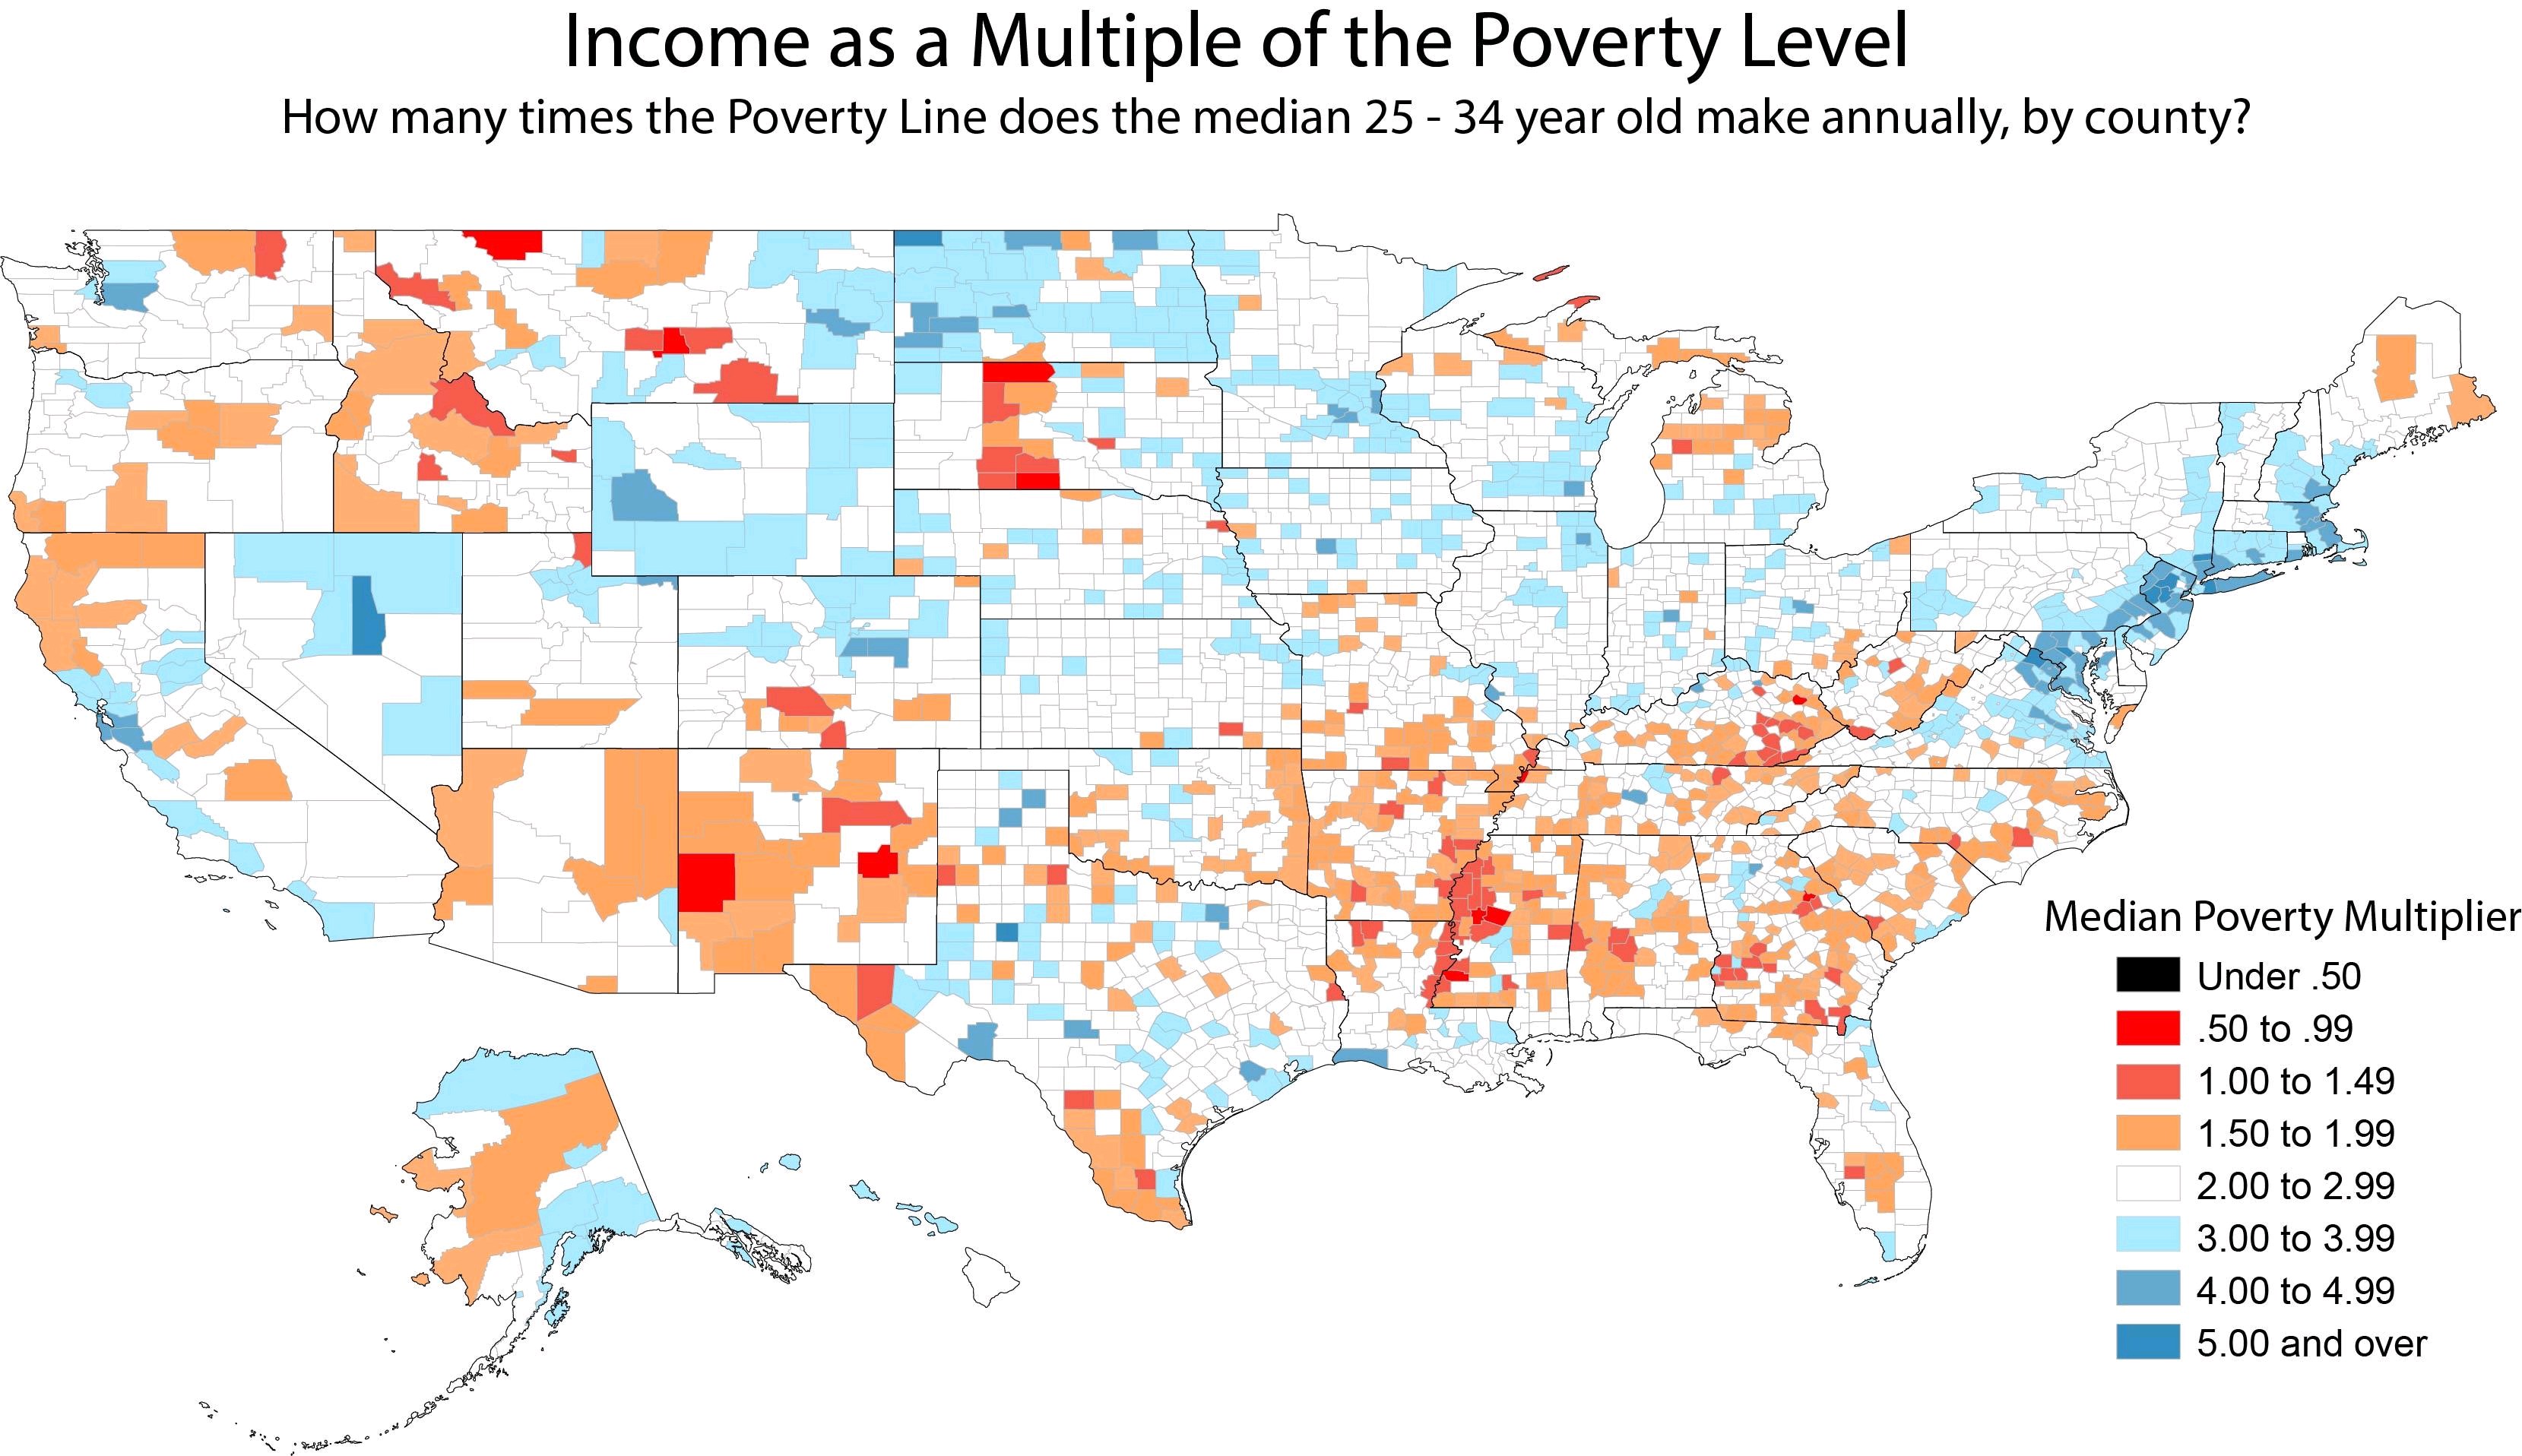 Income as a Multiple of the Poverty Level
How many times the Poverty Line does the median 25 - 34 year old make annually, by county?
Median Poverty Multiplier
Under .50
.50 to .99
1.00 to 1.49
1.50 to 1.99
2.00 to 2.99
3.00 to 3.99
4.00 to 4.99
5.00 and over